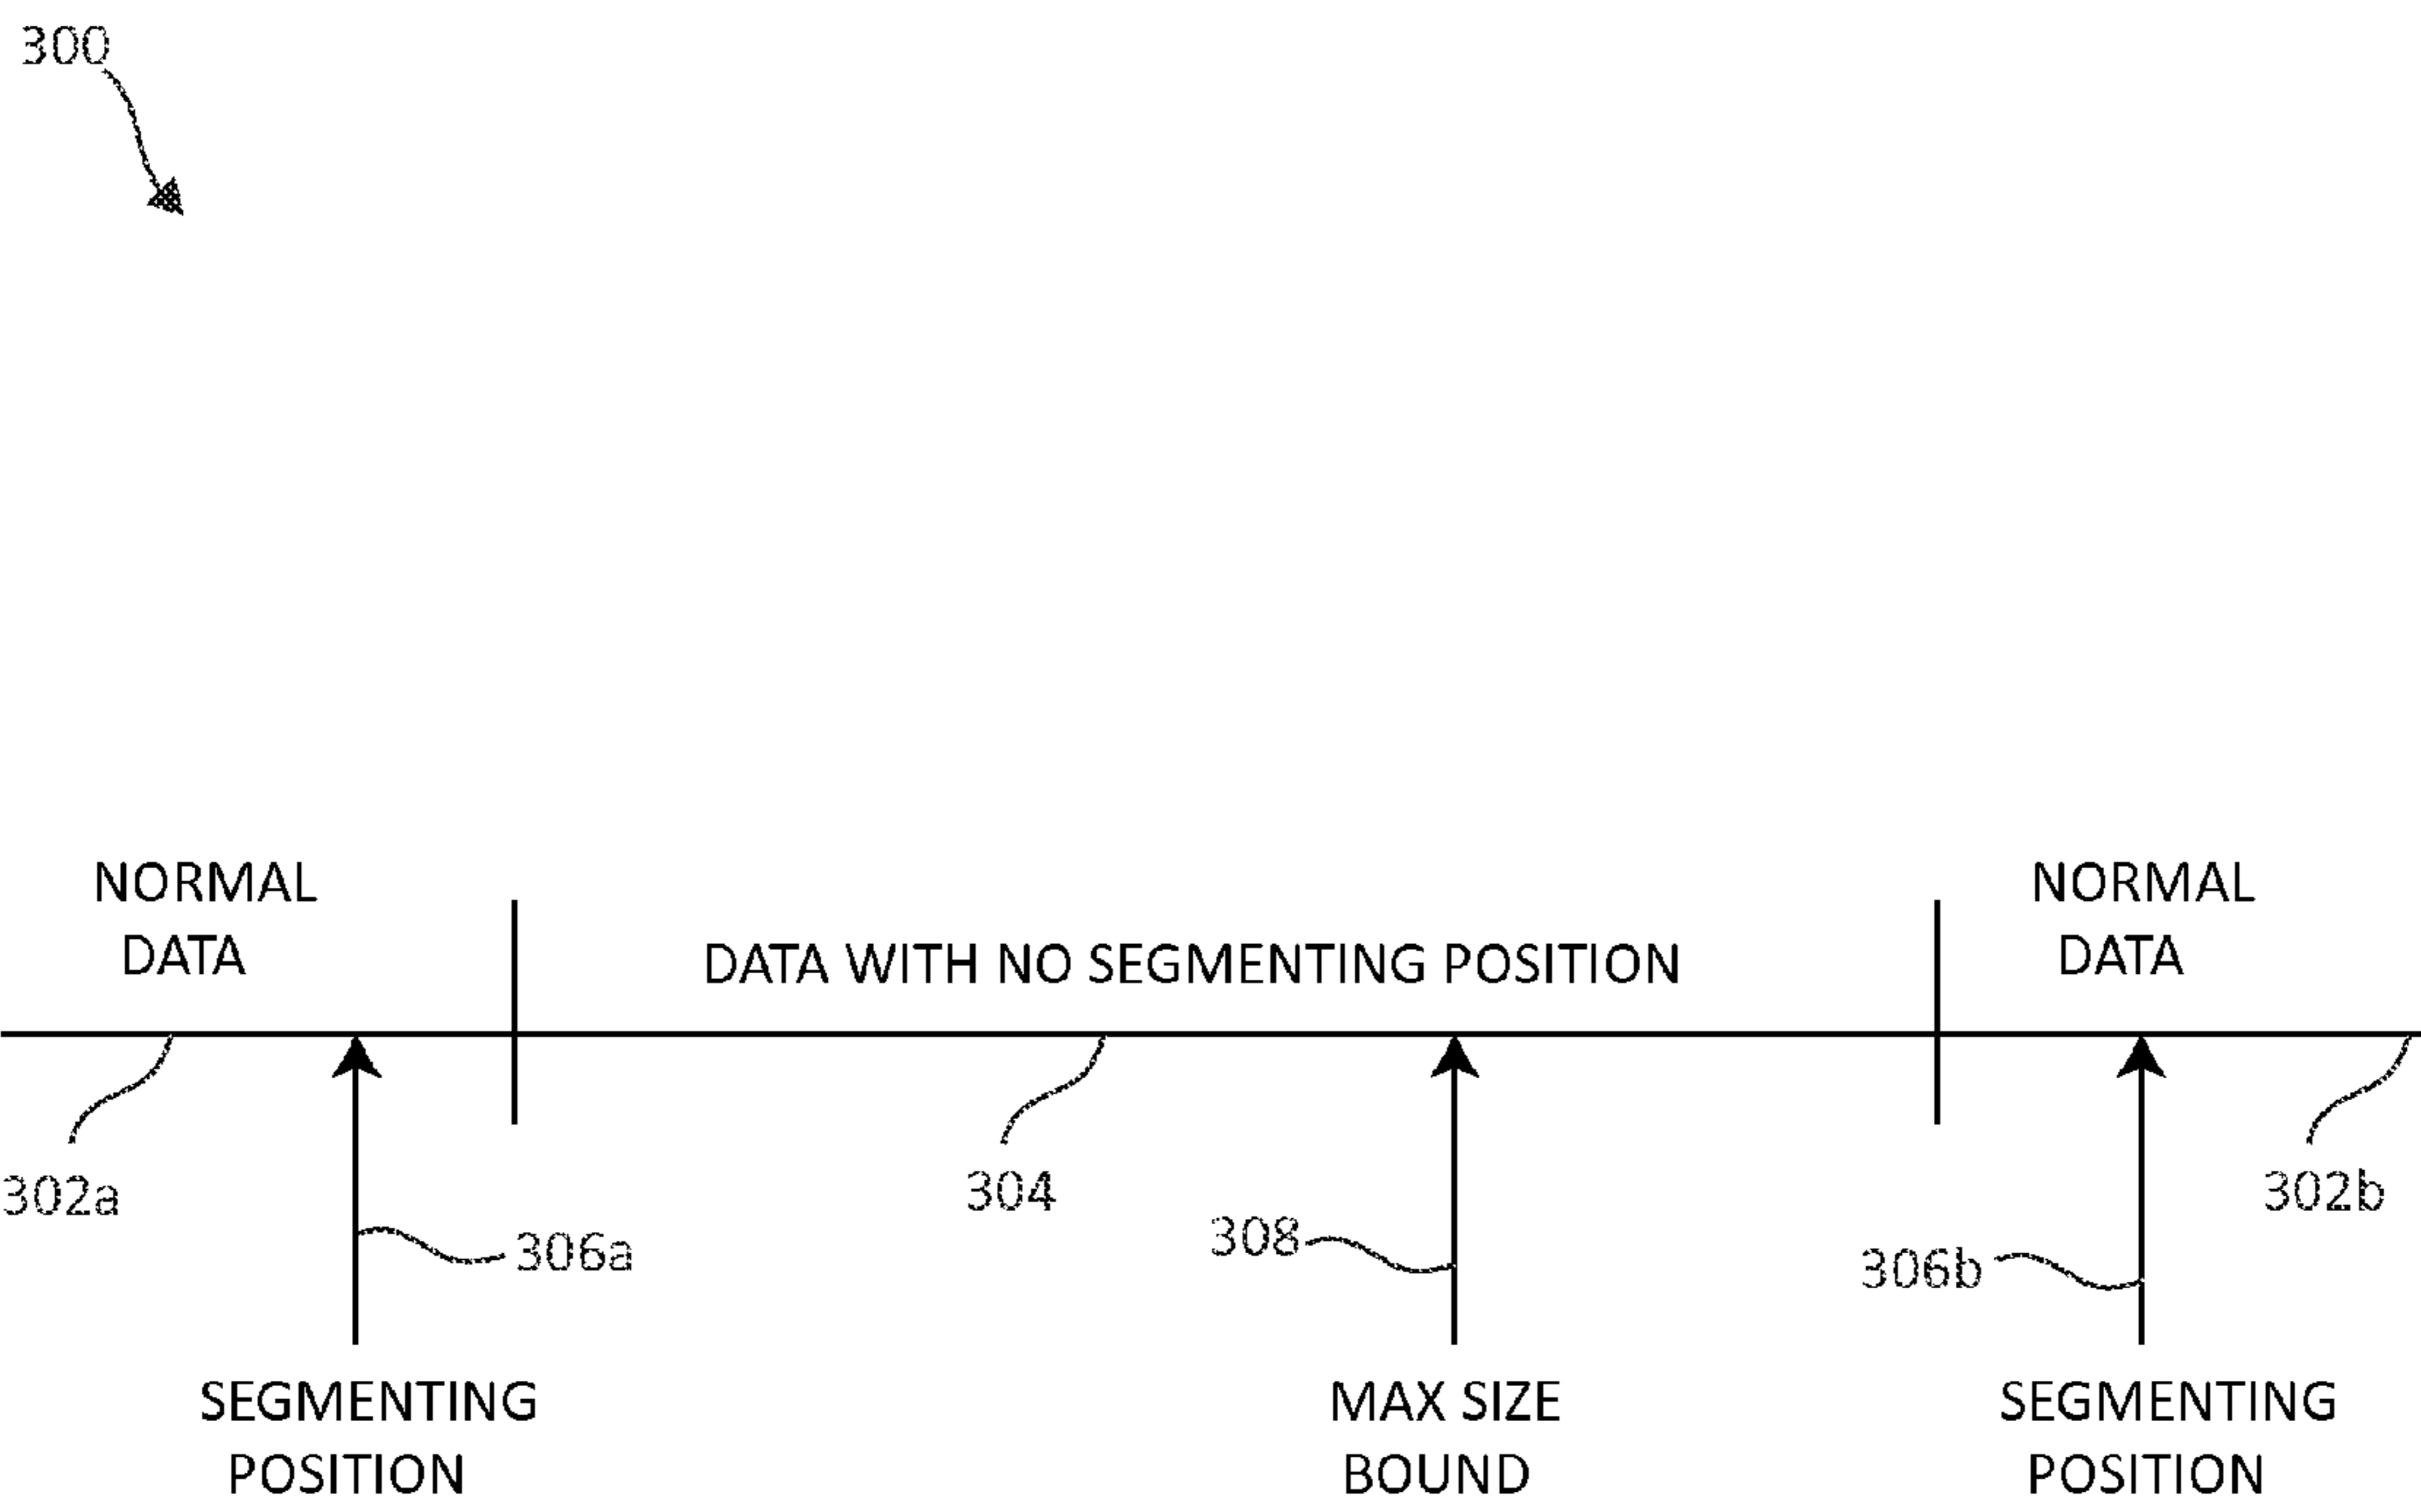 300
NORMAL
DATA
DATA WITH NO SEGMENTING POSITION
NORMAL
DATA
302a
306a
304
308
306b
302b
SEGMENTING
POSITION
MAX SIZE
BOUND
SEGMENTING
POSITION